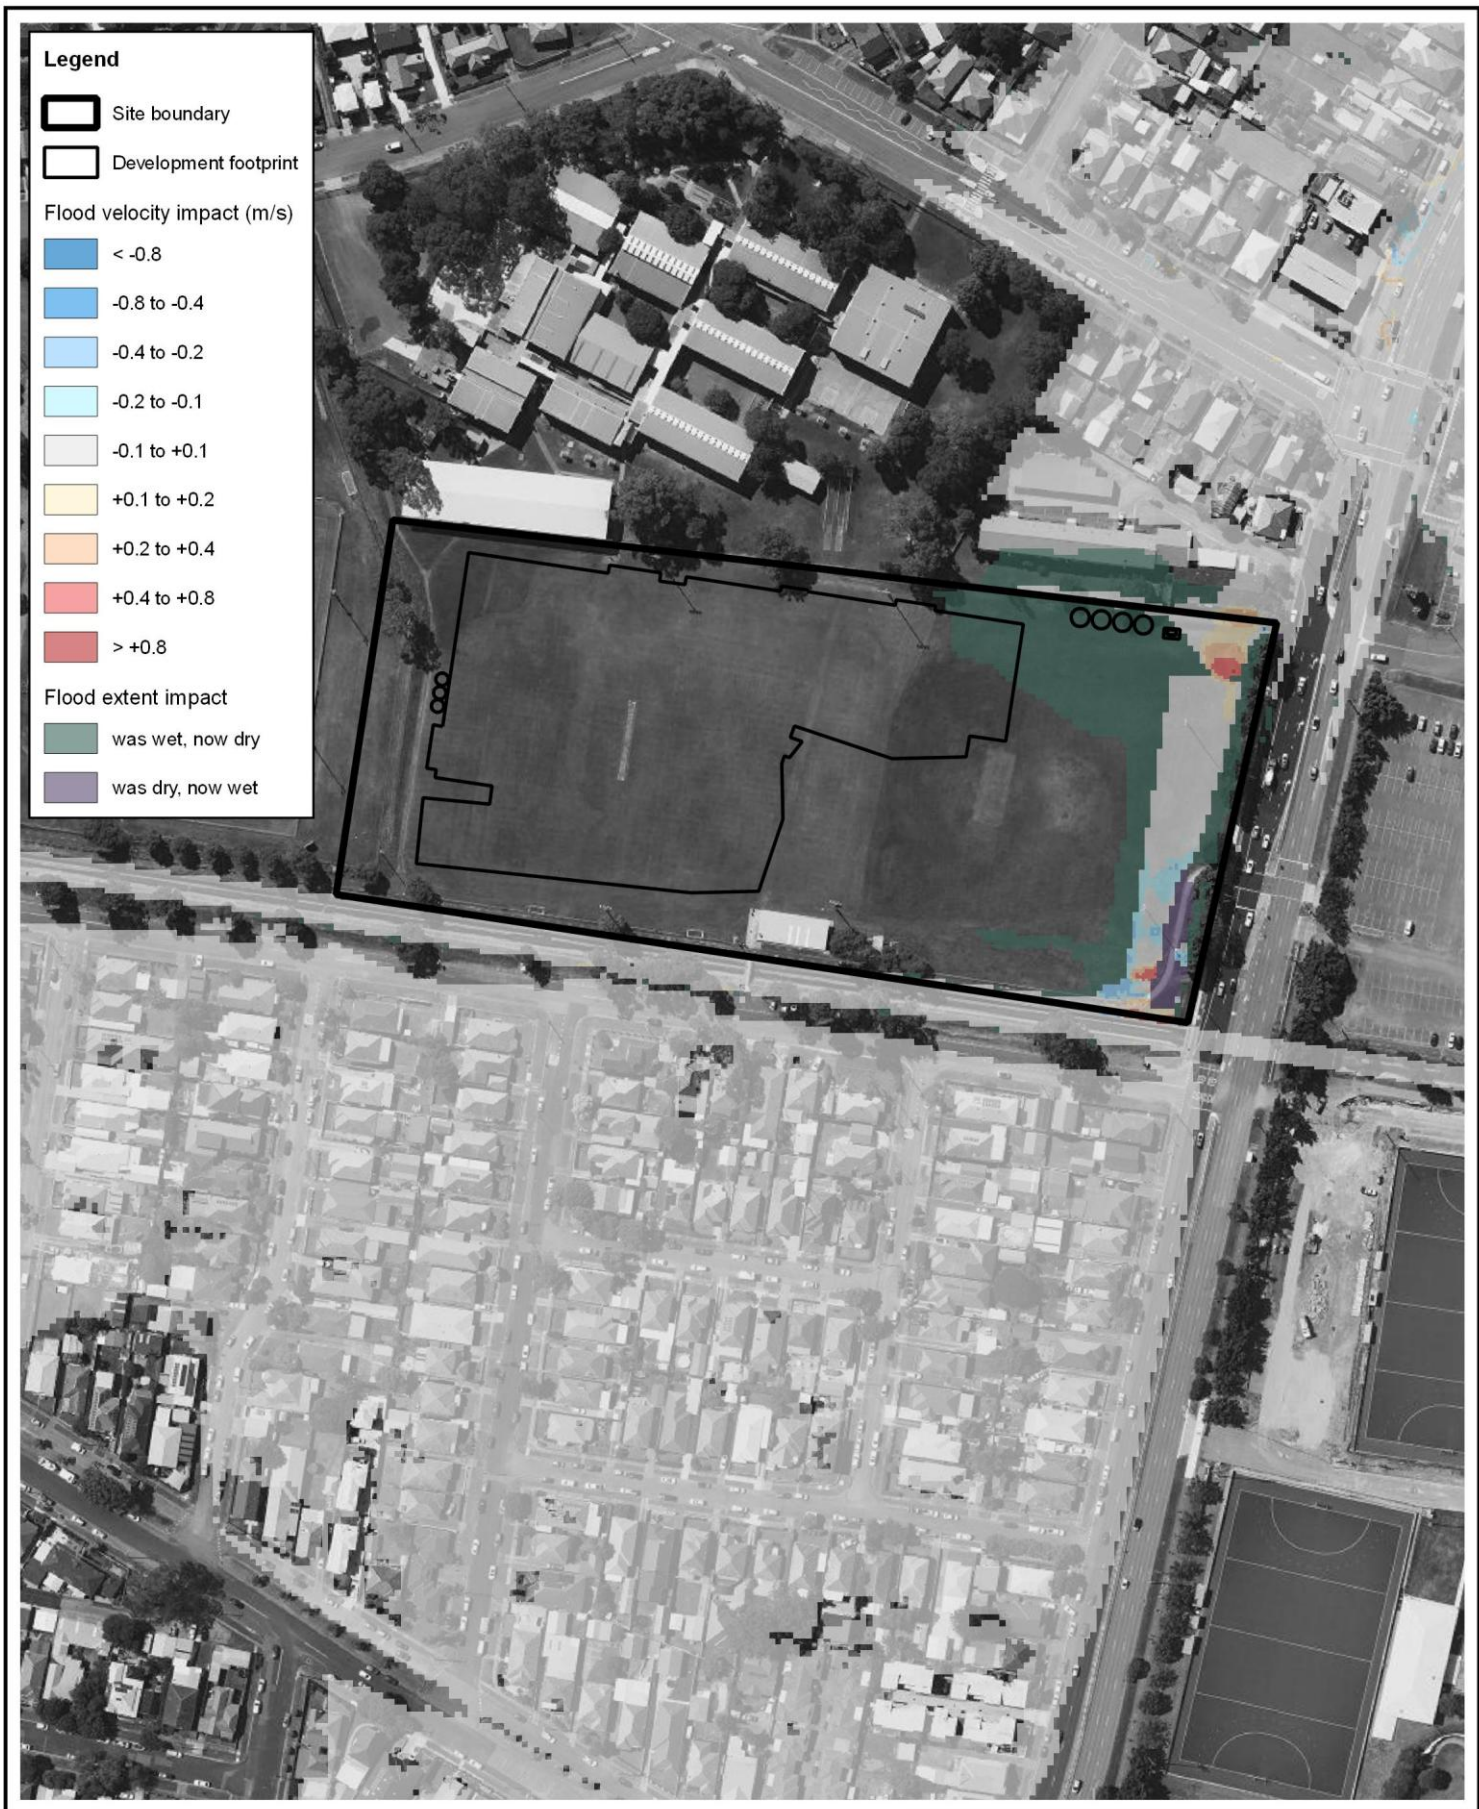 Legend
Site boundary
Development footprint
Flood velocity impact (m/s)
< -0.8
-0.8 to -0.4
-0.4 to -0.2
-0.2 to -0.1
-0.1 to +0.1
+0.1 to +0.2
+0.2 to +0.4
+0.4 to +0.8
> +0.8
Flood extent impact
was wet, now dry
was dry, now wet